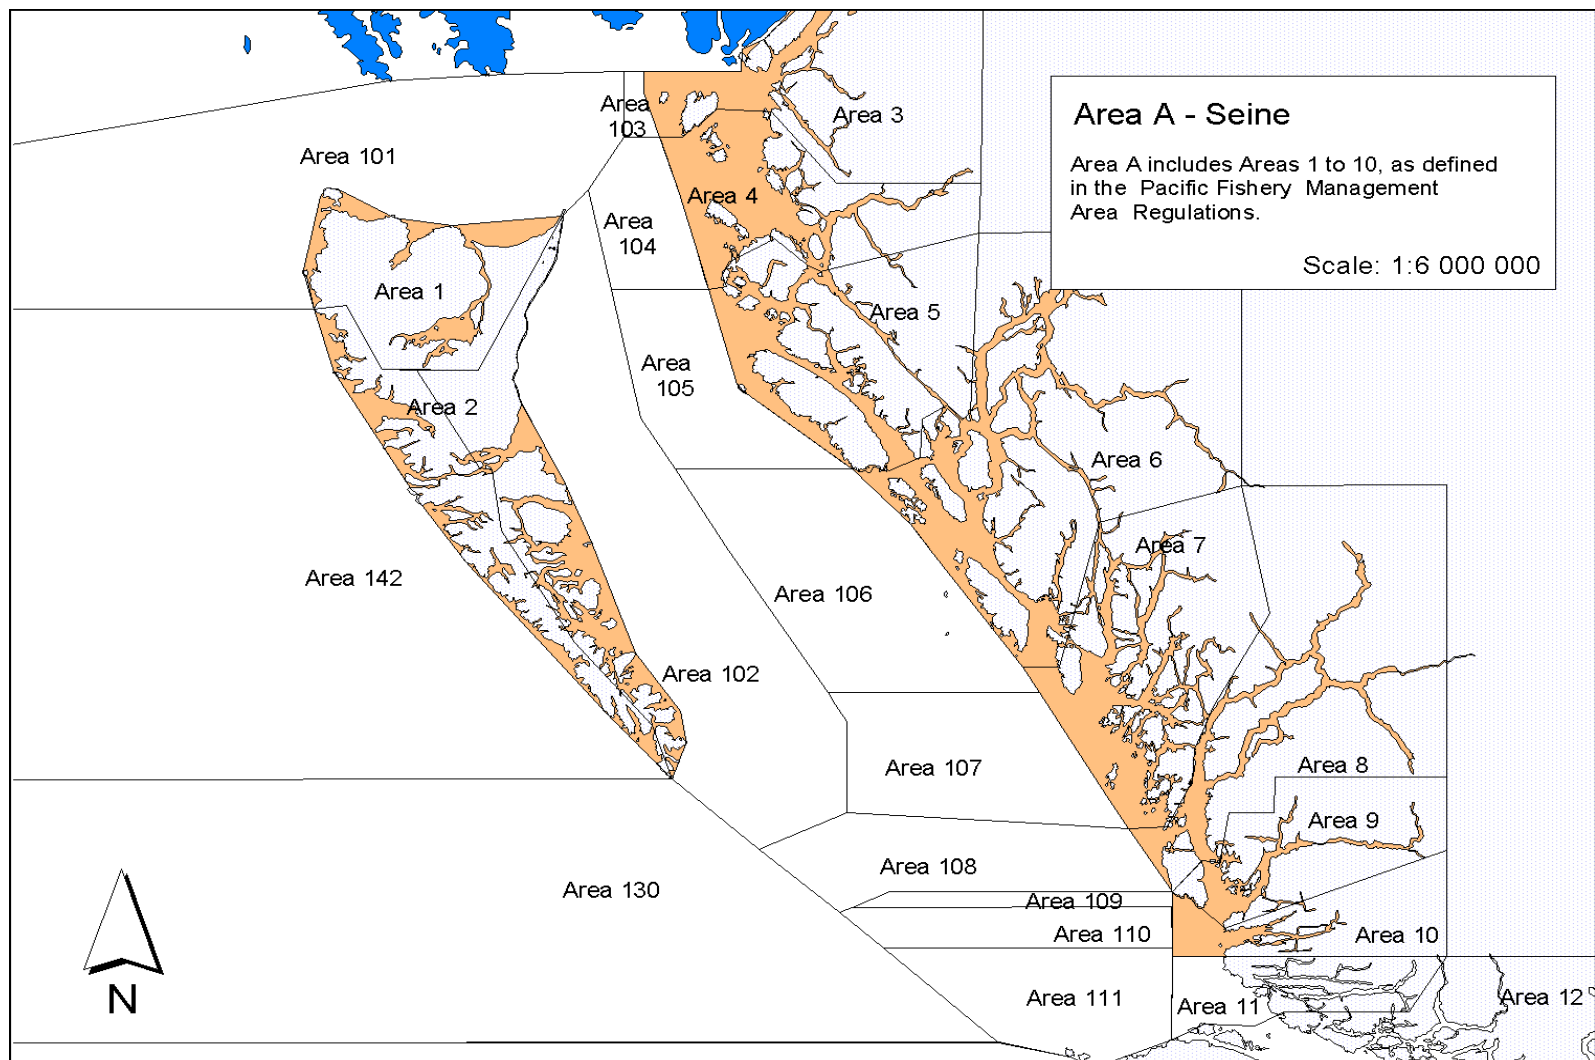 Area A - Seine
Area A includes Areas 1 to 10, as defined
in the Pacific Fishery Management
Area Regulations.
Scale: 1:6 000 000
Area
103
Area 3
Area 101
Area 4
Area
104
Area 1
Area 5
Area
105
Area 2
Area 6
Area 7
Area 142
Area 106
Area 102
Area 107
Area 8
Area 9
Area 108
Area 130
Area 109
Area 110
Area 10
Area 111
Area 11
Area 12
N